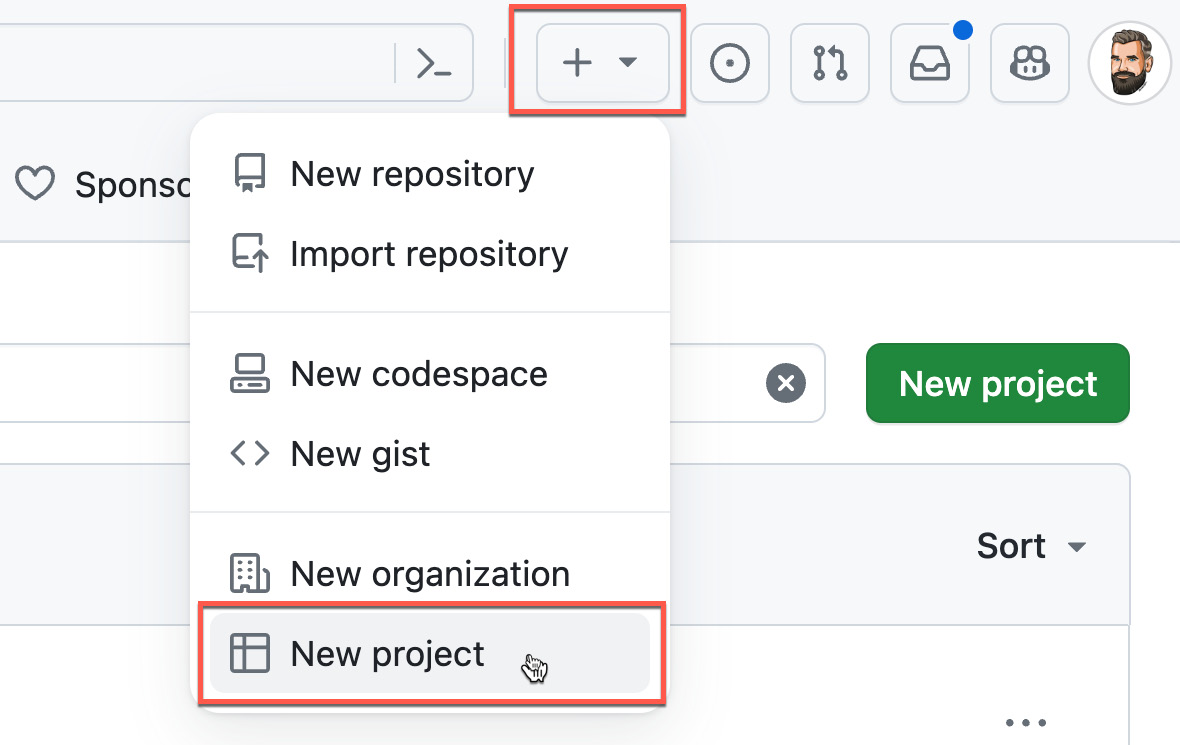 Sponso
New repository
Import repository
New codespace
New project
New gist
Sort
New organization
New project